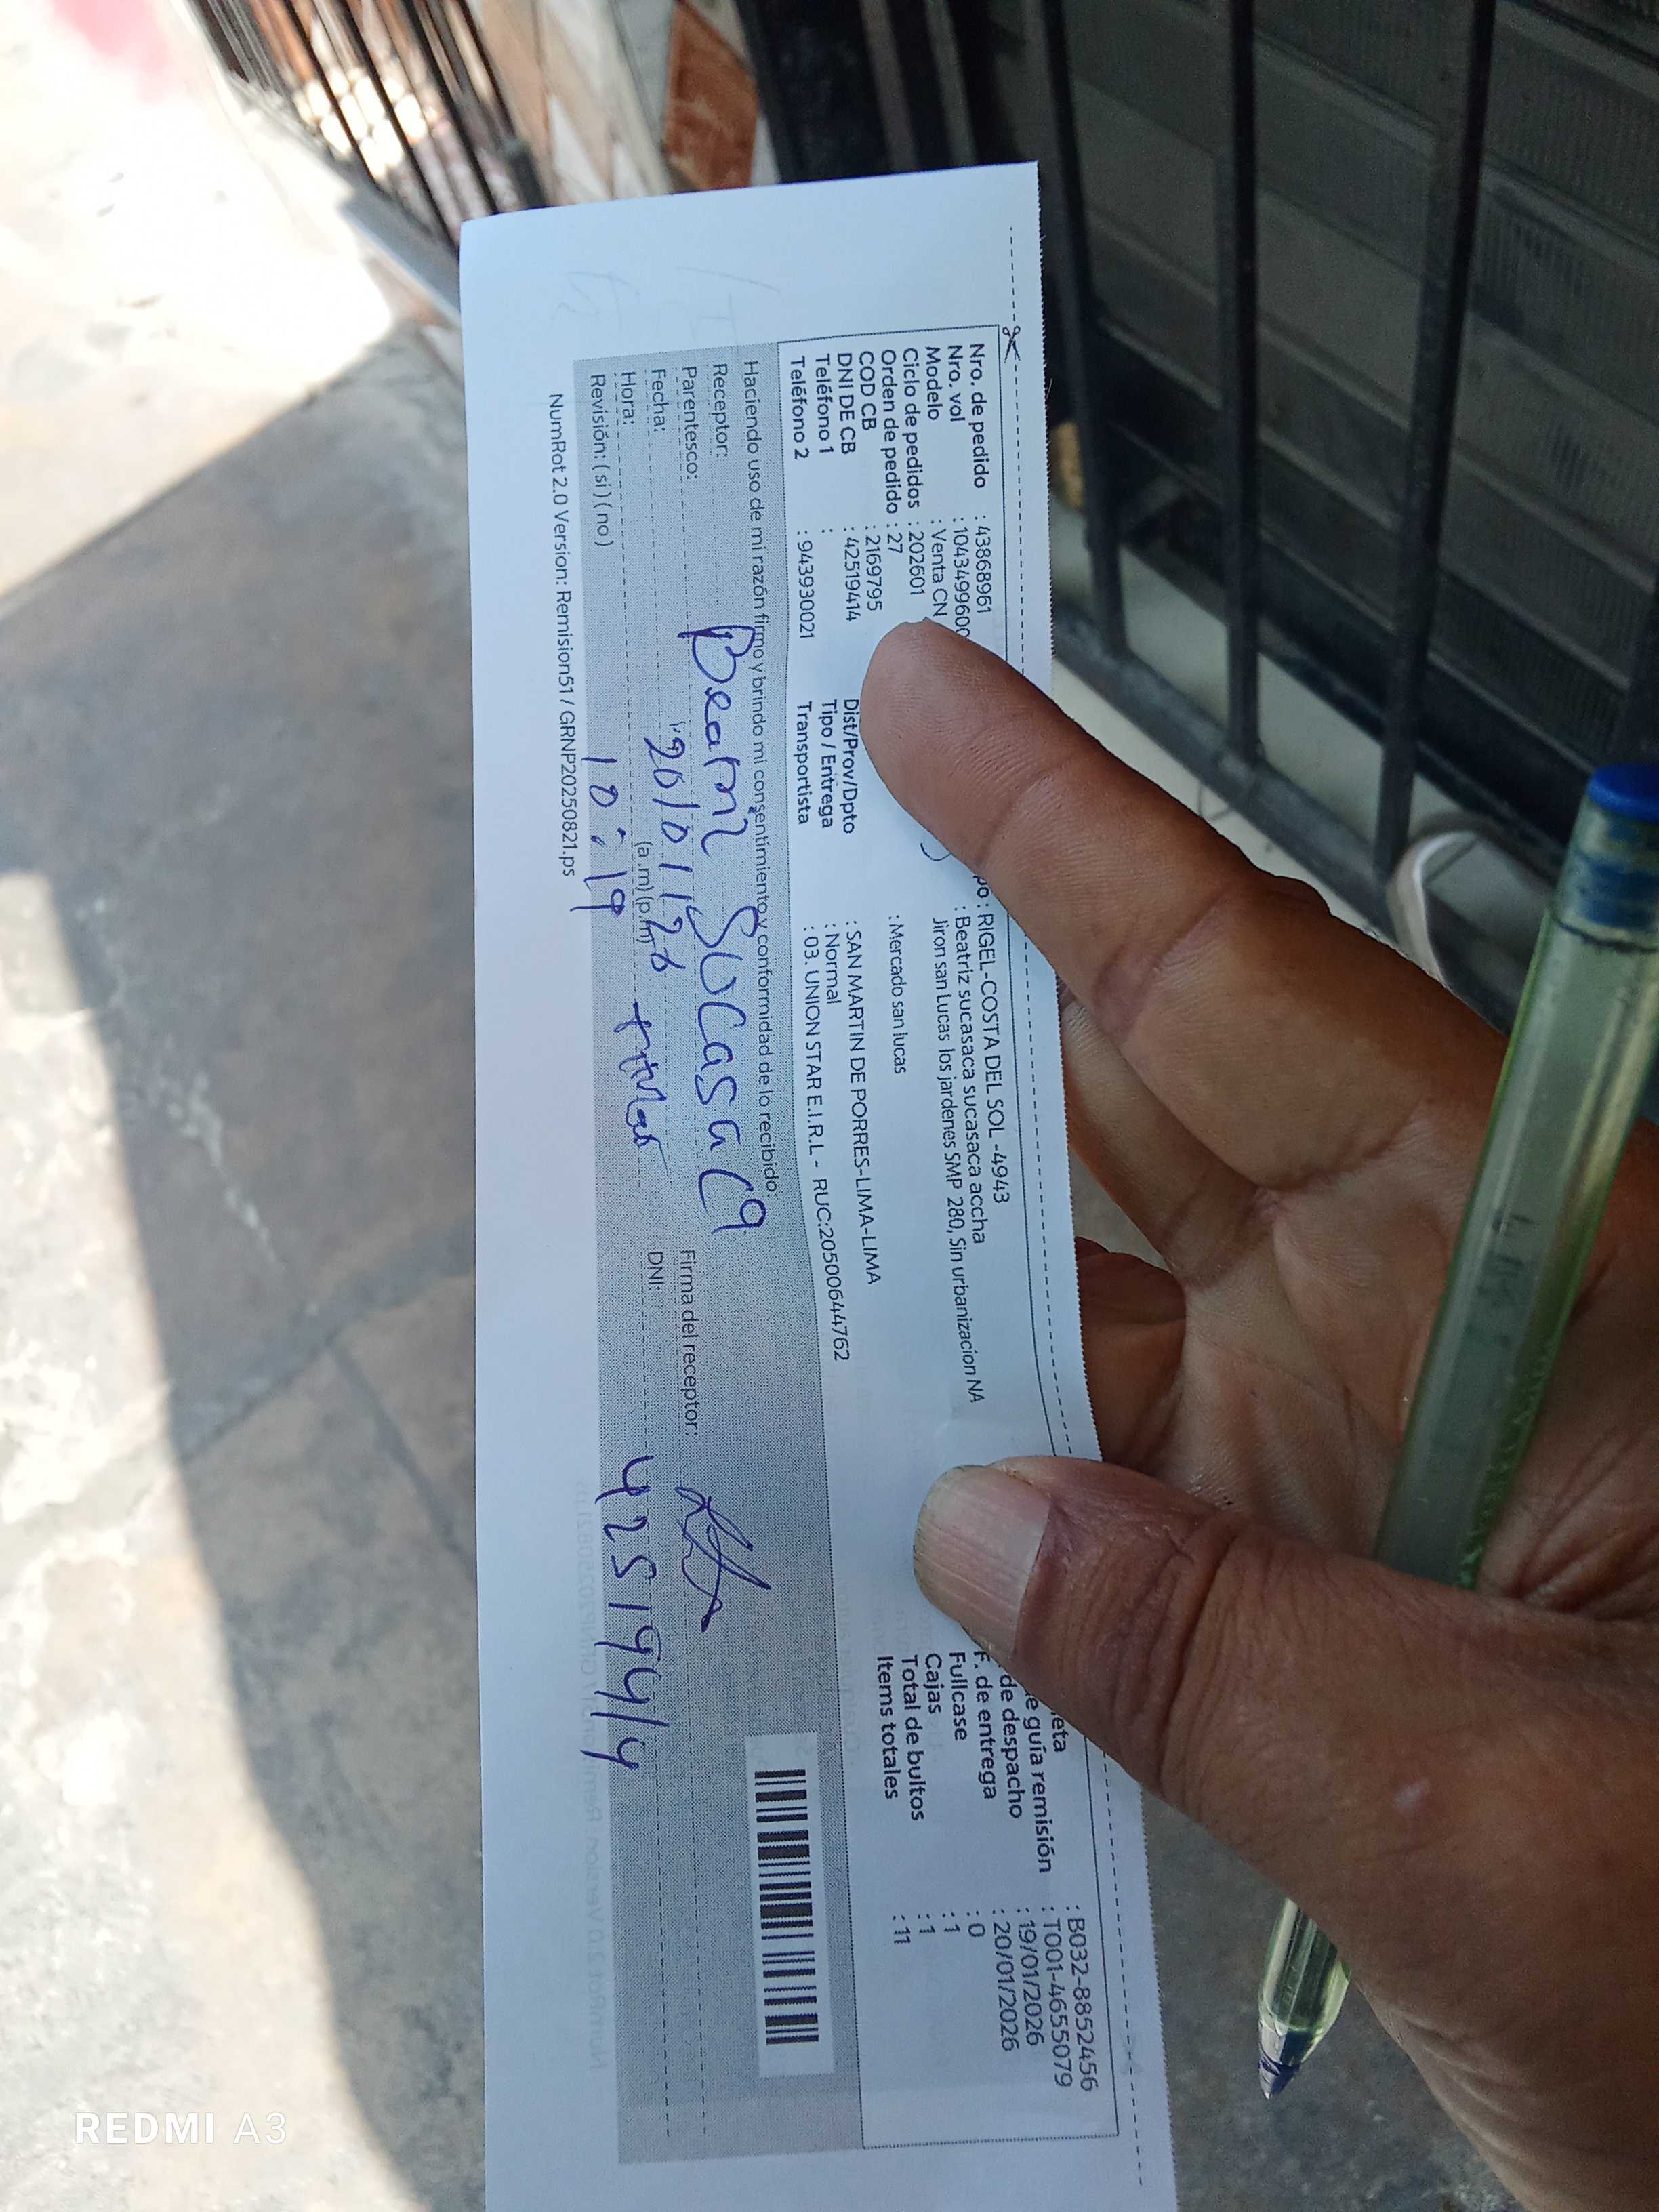 Nro. de pedido : 43868961
Nro. vol : 1043499600
Modelo : Venta CN
Ciclo de pedidos : 202601
Orden de pedido : 27
COD CB : 2169795
DNI DE CB : 42519414
Teléfono 1 :
Teléfono 2 : 943930021
po : RIGEL-COSTA DEL SOL -4943
: Beatriz sucasaca sucasaca accha
Jiron san Lucas los jardenes SMP 280, Sin urbanizacion NA
: Mercado san lucas
Dist/Prov/Dpto : SAN MARTIN DE PORRES-LIMA-LIMA
Tipo / Entrega : Normal
Transportista : 03. UNION STAR E.I.R.L - RUC:20500644762
leta : B032-8852456
e guía remisión : T001-4655079
de despacho : 19/01/2026
F. de entrega : 20/01/2026
Fullcase : 0
Cajas : 1
Total de bultos : 1
Items totales : 11
Haciendo uso de mi razón firmo y brindo mi consentimiento y conformidad de lo recibido.
Receptor: Sucasaca
Parentesco:
Firma del receptor:
Fecha: 20/01/26
DNI: 42519414
Hora: 10:19 (a.m) (p.m)
Revisión: ( si ) ( no )
NumRot 2.0 Version: Remision51 / GRNP20250821.ps
REDMI A3